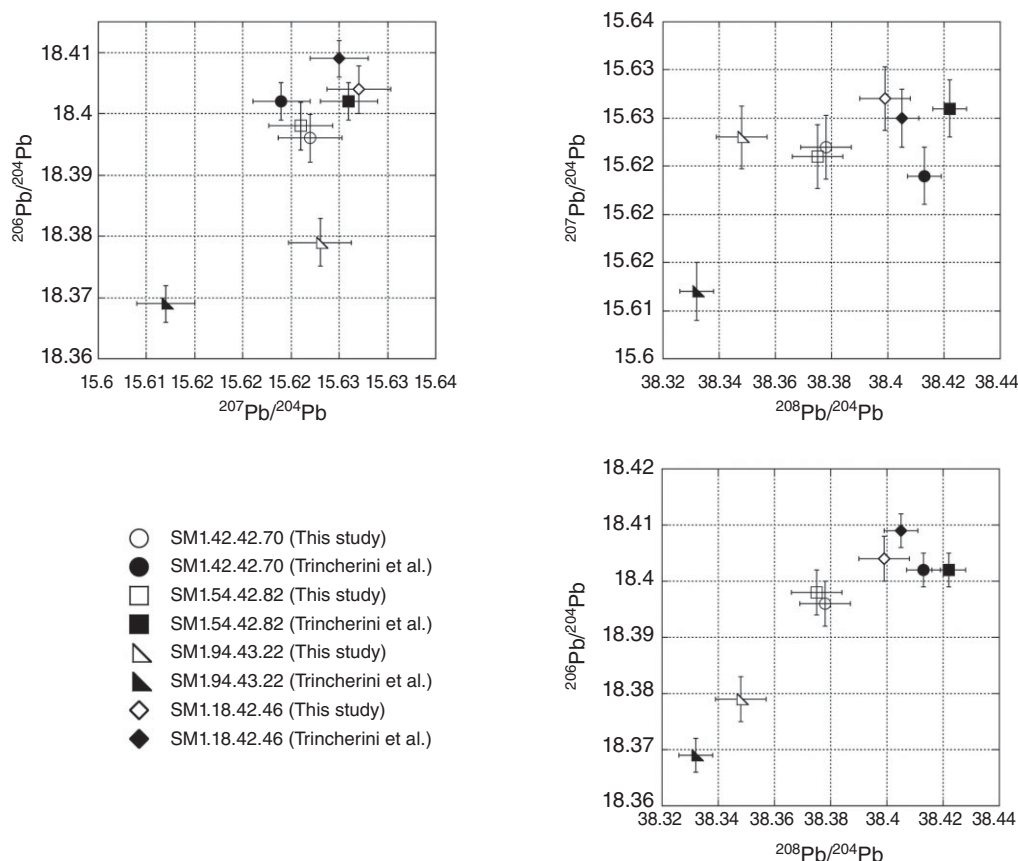 18.41
18.4
18.39
18.38
18.37
18.36
206Pb/204Pb
15.6 15.61 15.62 15.62 15.62 15.63 15.63 15.64
207Pb/204Pb
15.64
15.63
15.63
15.62
15.62
15.62
15.61
15.6
207Pb/204Pb
38.32 38.34 38.36 38.38 38.4 38.42 38.44
208Pb/204Pb
SM1.42.42.70 (This study)
SM1.42.42.70 (Trincherini et al.)
SM1.54.42.82 (This study)
SM1.54.42.82 (Trincherini et al.)
SM1.94.43.22 (This study)
SM1.94.43.22 (Trincherini et al.)
SM1.18.42.46 (This study)
SM1.18.42.46 (Trincherini et al.)
18.42
18.41
18.4
18.39
18.38
18.37
18.36
206Pb/204Pb
38.32 38.34 38.36 38.38 38.4 38.42 38.44
208Pb/204Pb